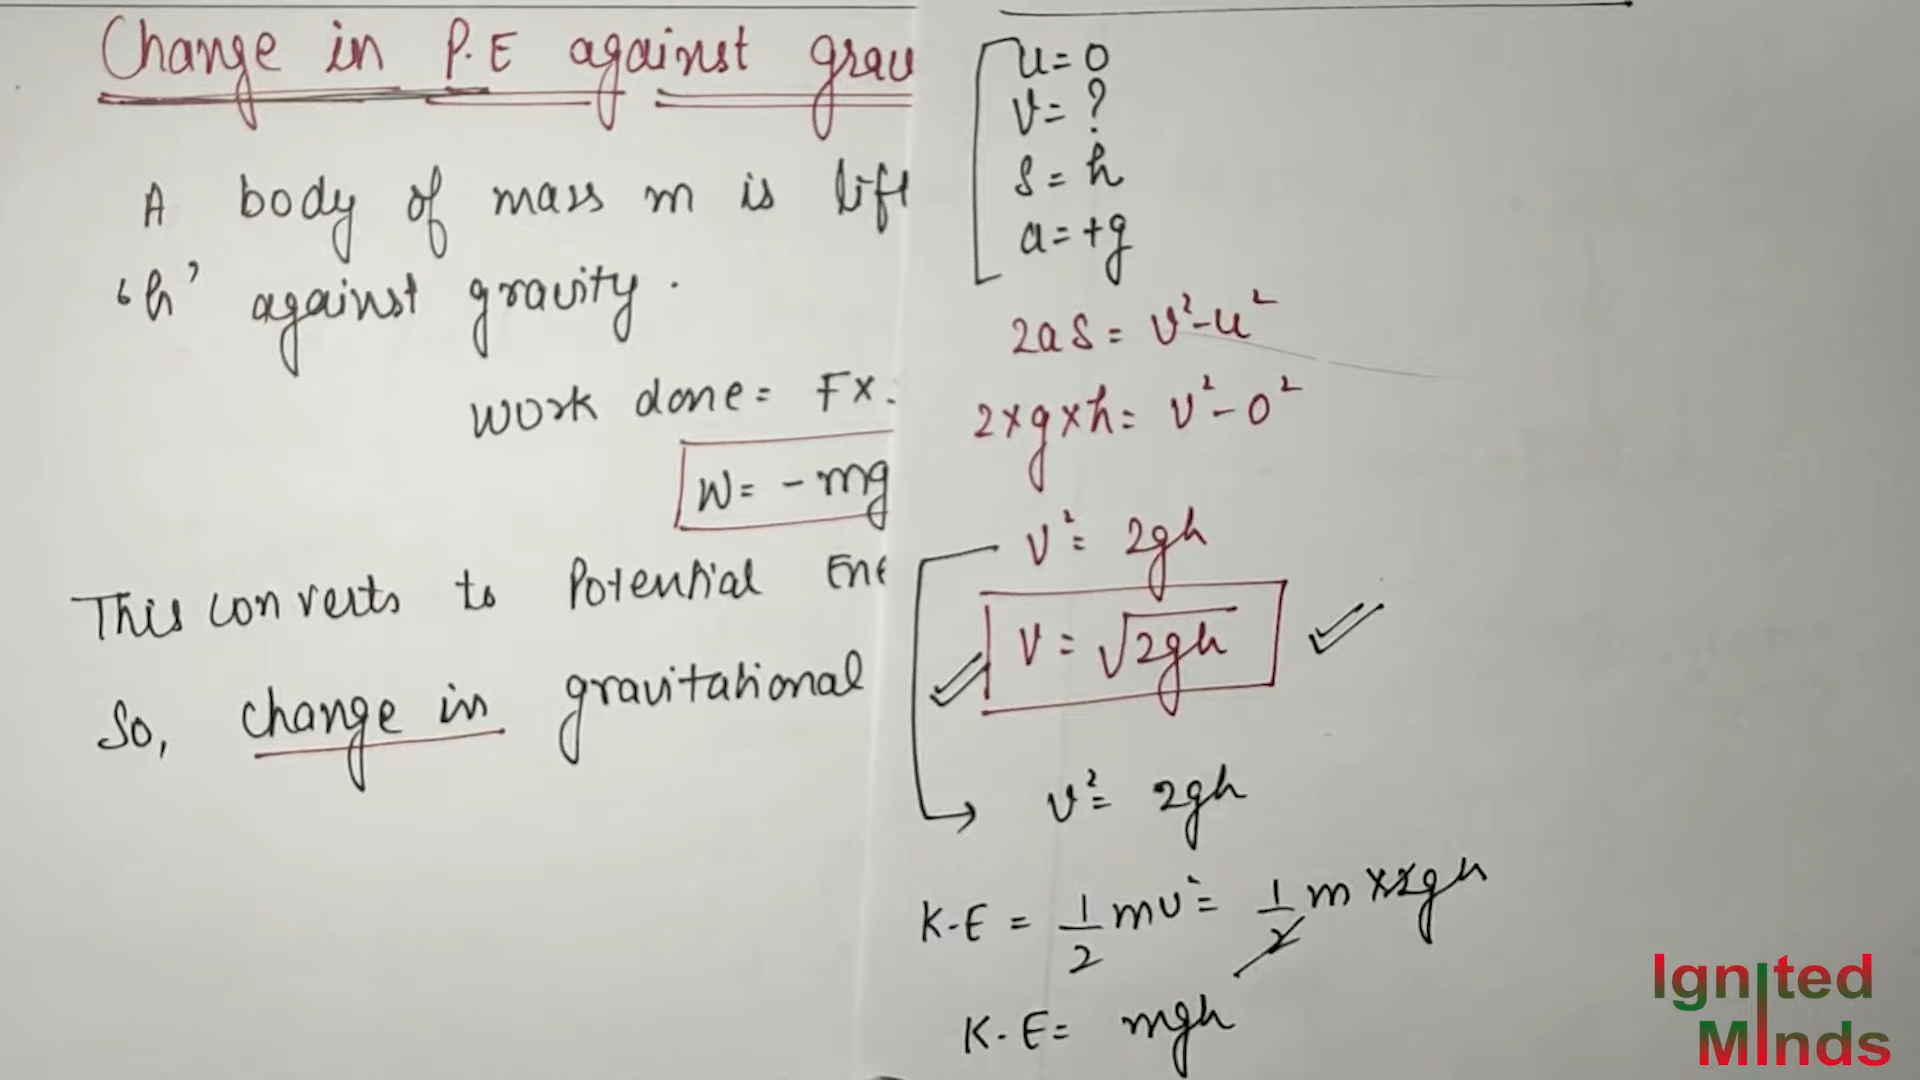 Change in P.E against grav
A body of mass m is lift
'h' against gravity.
Work done = F×
W = -mg
This converts to Potential Ene
So, change in gravitational
u = 0
v = ?
s = h
a = +g
2as = v²-u²
2×g×h = v²-0²
v² = 2gh
v = √2gh
v² = 2gh
K.E = 1/2 mv² = 1/2 m × 2gh
K.E = mgh
Ignited
Minds